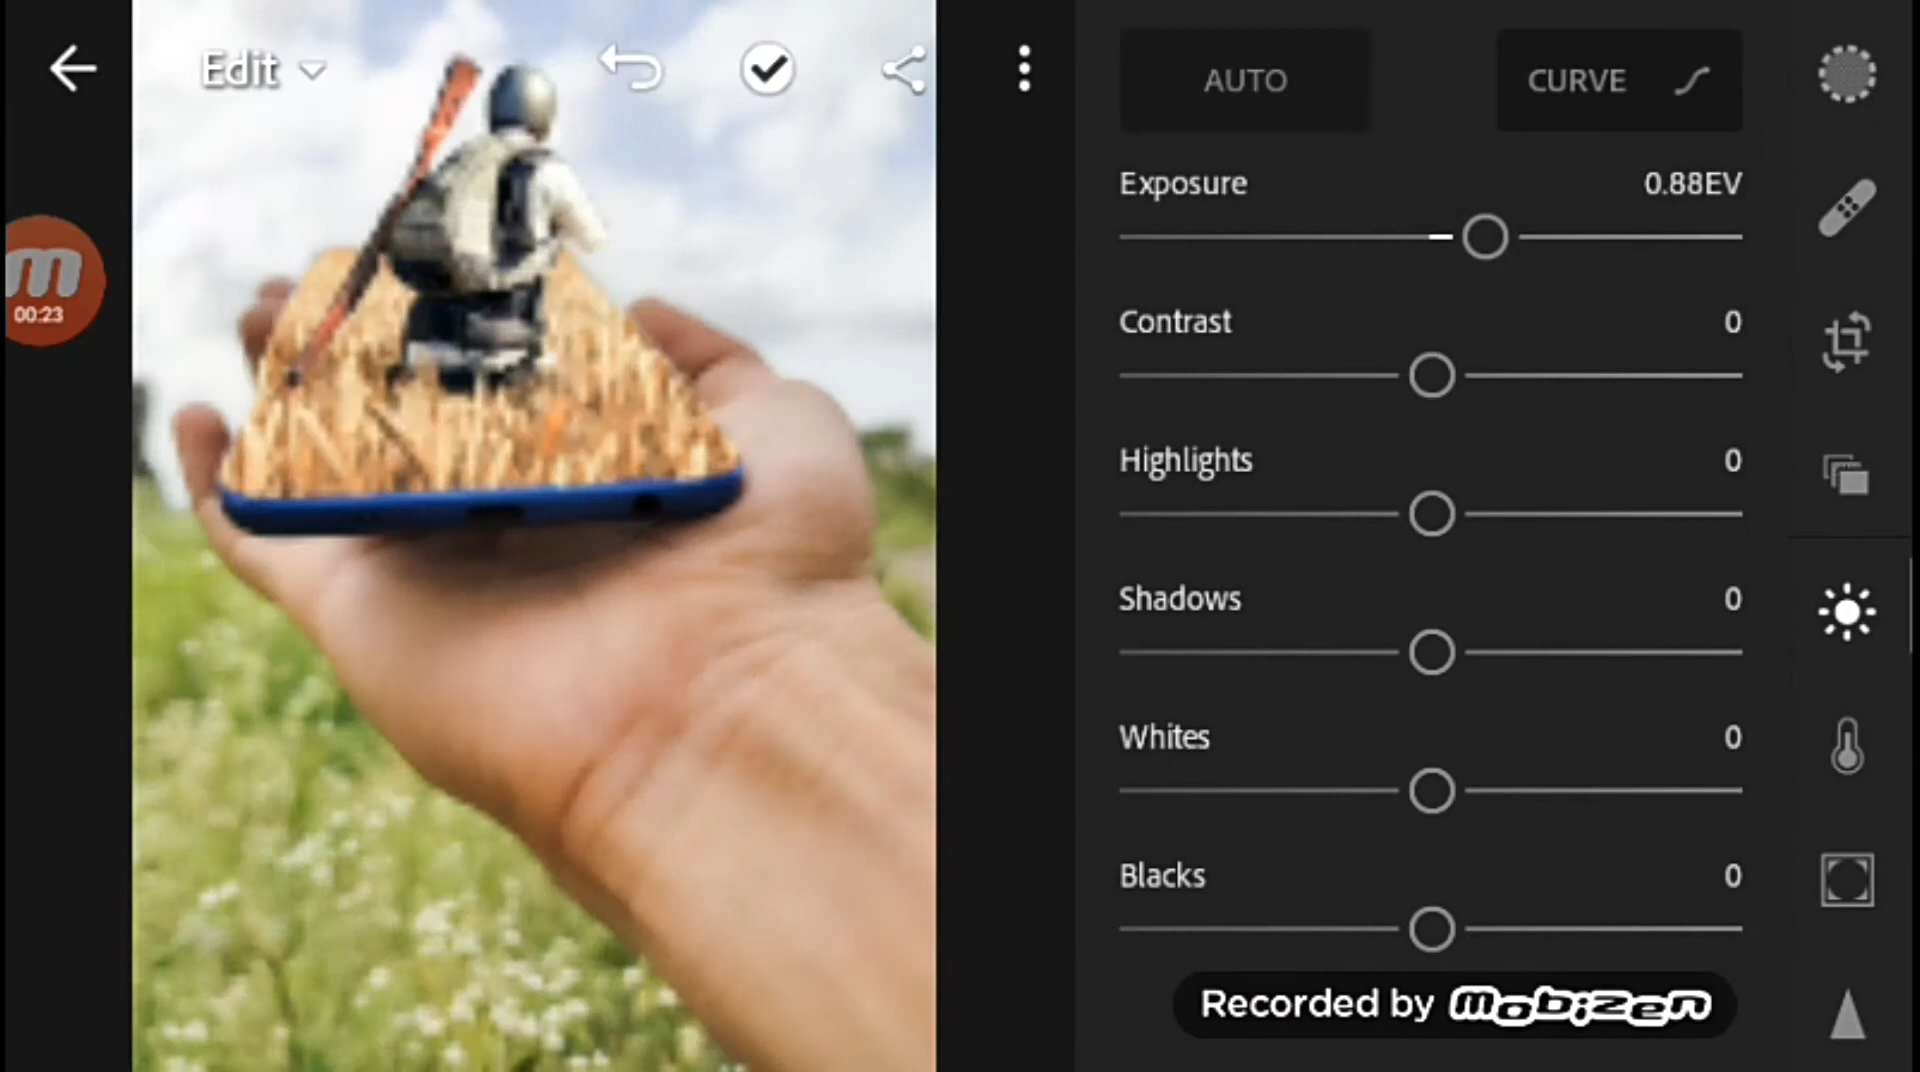 Edit
AUTO
CURVE
Exposure 0.88EV
Contrast 0
Highlights 0
Shadows 0
Whites 0
Blacks 0
m
00:23
Recorded by mobizen